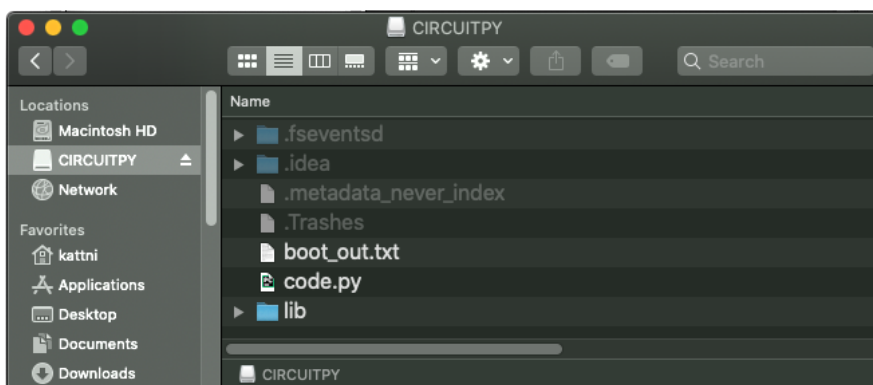 CIRCUITPY
Search
Locations
Macintosh HD
CIRCUITPY
Network
Favorites
kattni
Applications
Desktop
Documents
Downloads
Name
.fseventsd
.idea
.metadata_never_index
.Trashes
boot_out.txt
code.py
lib
CIRCUITPY